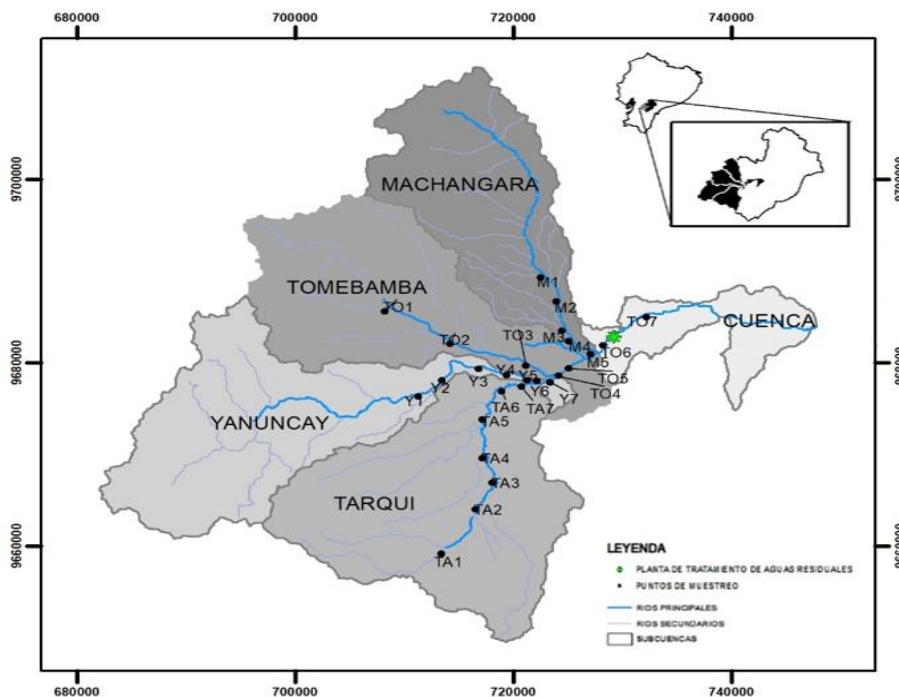 680000 700000 720000 740000
9700000
9700000
MACHANGARA
TOMEBAMBA
TO1
M1
M2
TO7
CUENCA
TO2
TO3
M3
M4
TO6
9680000
9680000
M5
Y3
Y4
Y5
TO5
Y2
Y6
TO4
Y1
TA6
TA7
Y7
YANUNCAY
TA5
TA4
TA3
TARQUI
TA2
TA1
9660000
9660000
LEYENDA
PLANTA DE TRATAMIENTO DE AGUAS RESIDUALES
PUNTOS DE MUESTREO
RIOS PRINCIPALES
RIOS SECUNDARIOS
SUBCUENCAS
680000 700000 720000 740000